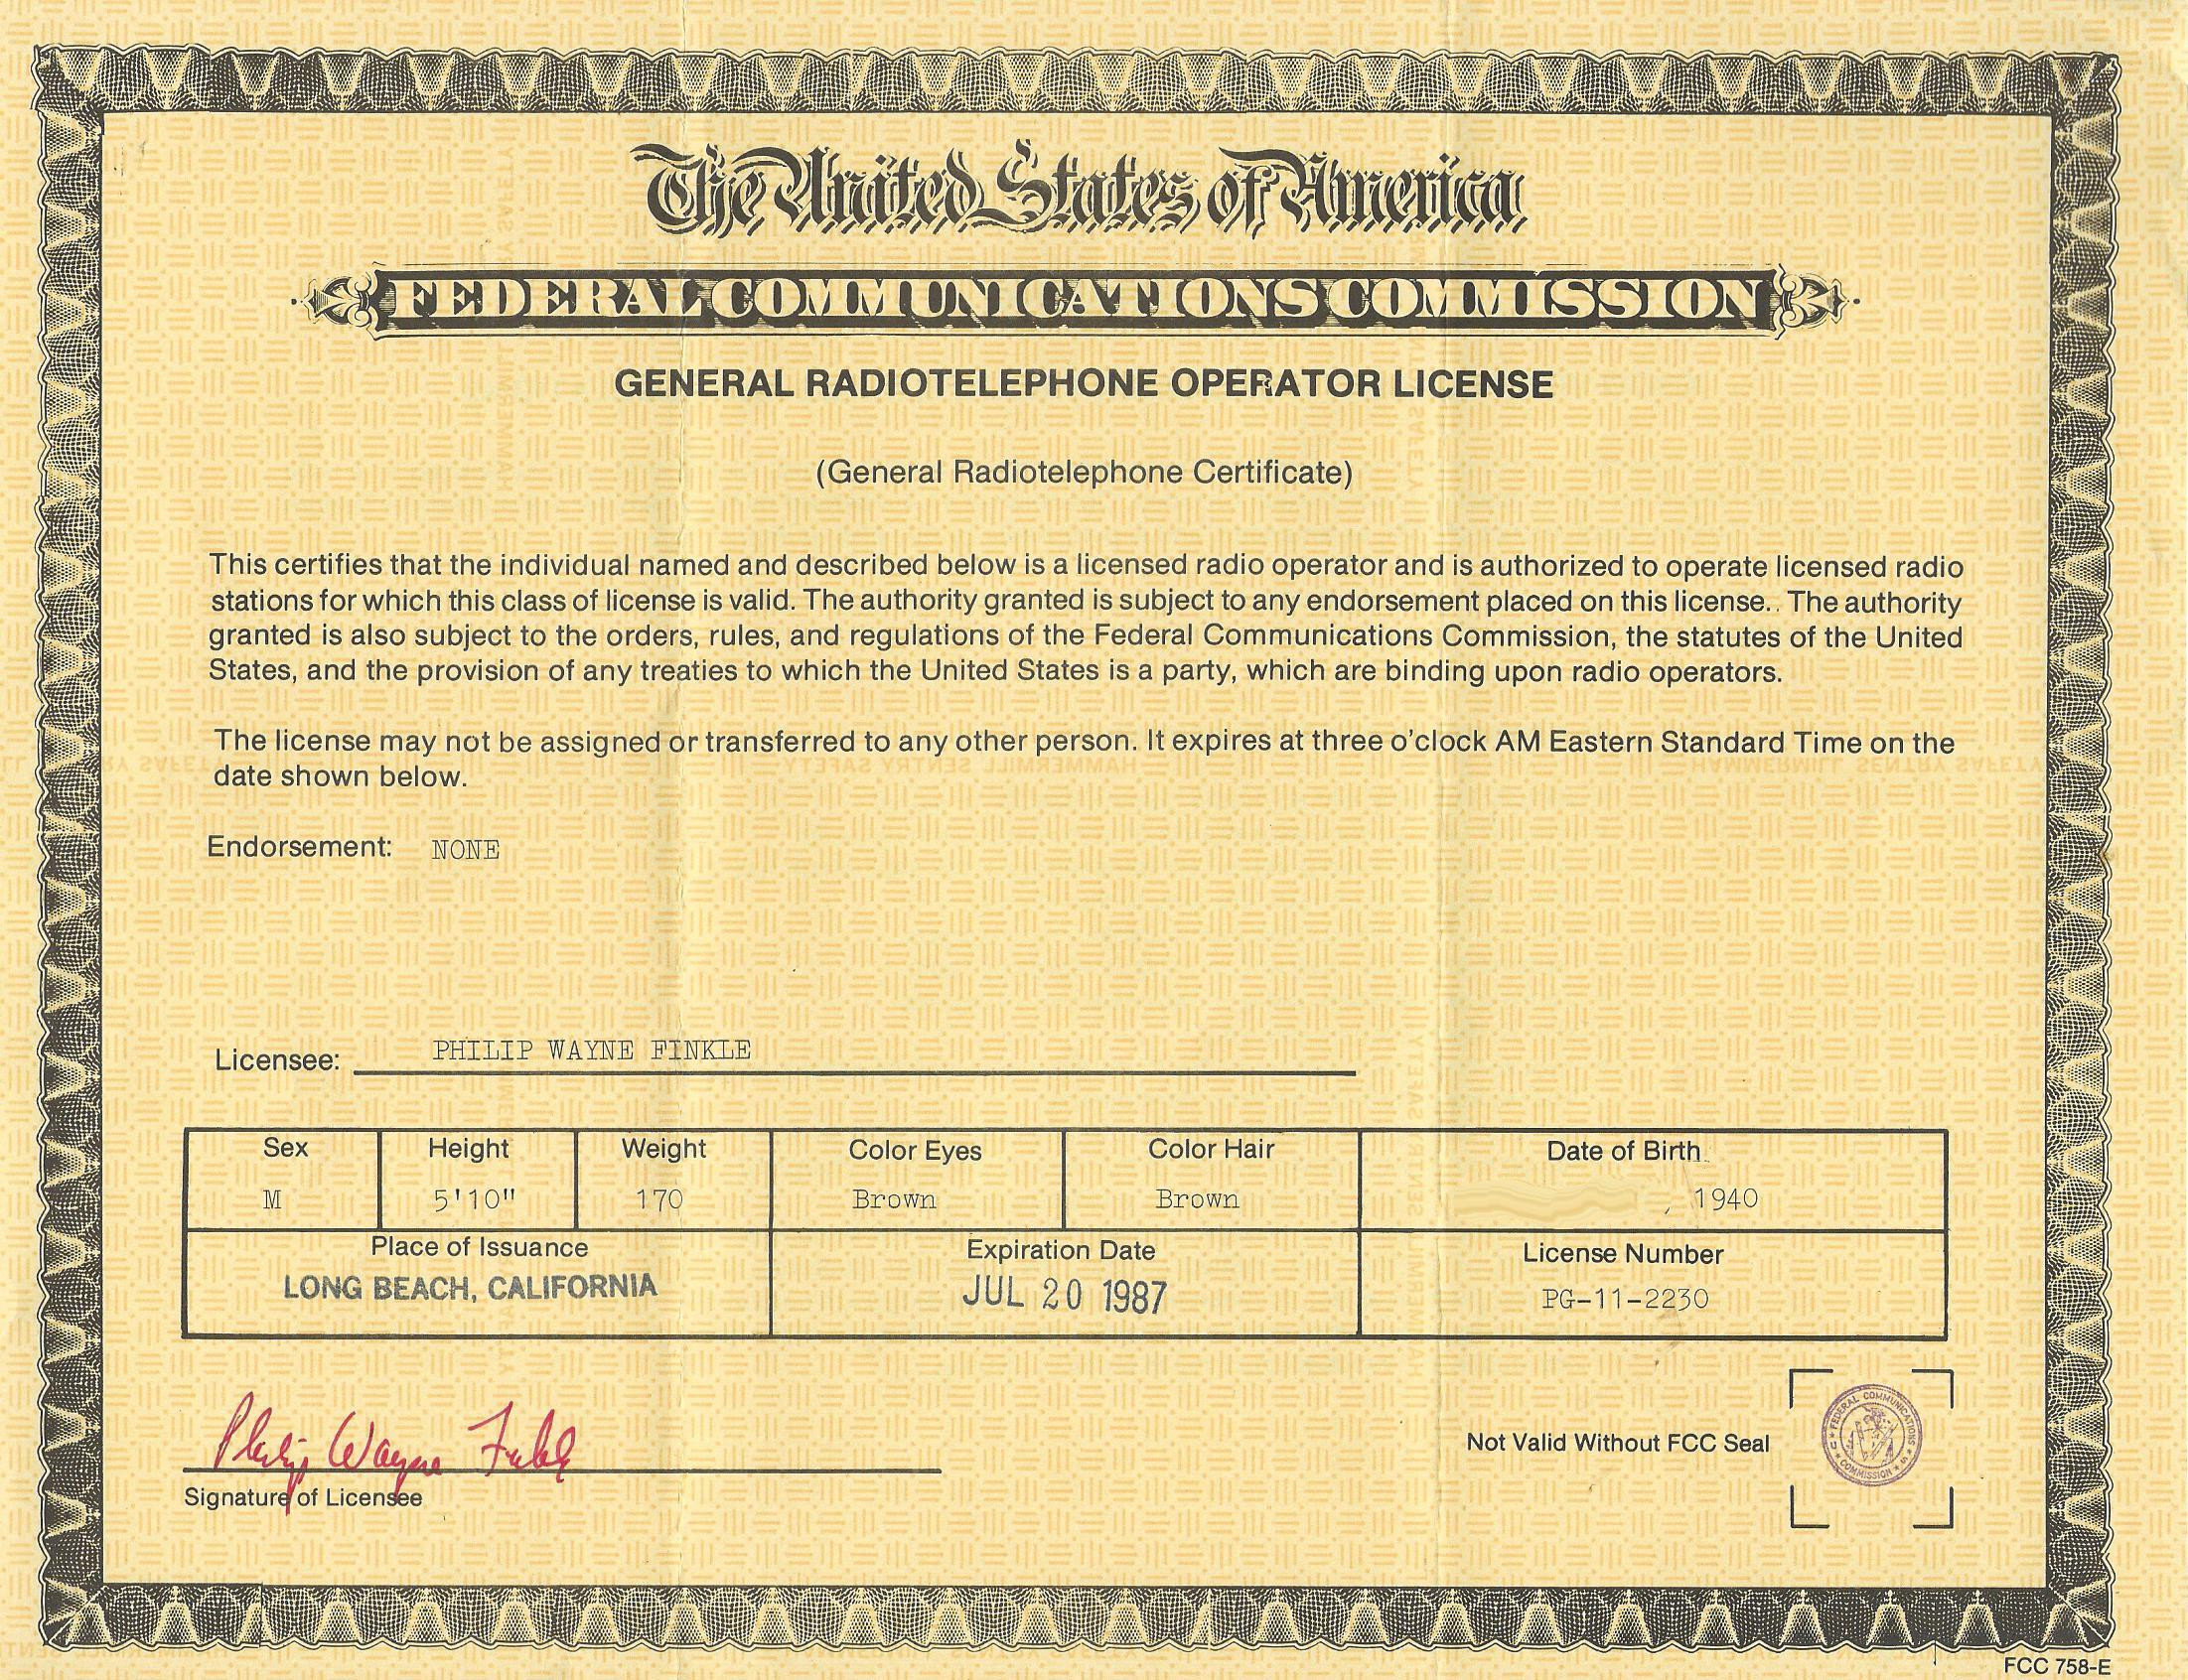 The United States of America
FEDERAL COMMUNICATIONS COMMISSION
GENERAL RADIOTELEPHONE OPERATOR LICENSE
(General Radiotelephone Certificate)
This certifies that the individual named and described below is a licensed radio operator and is authorized to operate licensed radio
stations for which this class of license is valid. The authority granted is subject to any endorsement placed on this license.. The authority
granted is also subject to the orders, rules, and regulations of the Federal Communications Commission, the statutes of the United
States, and the provision of any treaties to which the United States is a party, which are binding upon radio operators.
The license may not be assigned or transferred to any other person. It expires at three o'clock AM Eastern Standard Time on the
date shown below.
Endorsement: NONE
Licensee: PHILIP WAYNE FINKLE
Sex Height Weight Color Eyes Color Hair Date of Birth
M 5'10" 170 Brown Brown , 1940
Place of Issuance Expiration Date License Number
LONG BEACH, CALIFORNIA JUL 20 1987 PG-11-2230
Philip Wayne Finkle
Signature of Licensee
Not Valid Without FCC Seal
FEDERAL COMMUNICATIONS COMMISSION
FCC 758-E